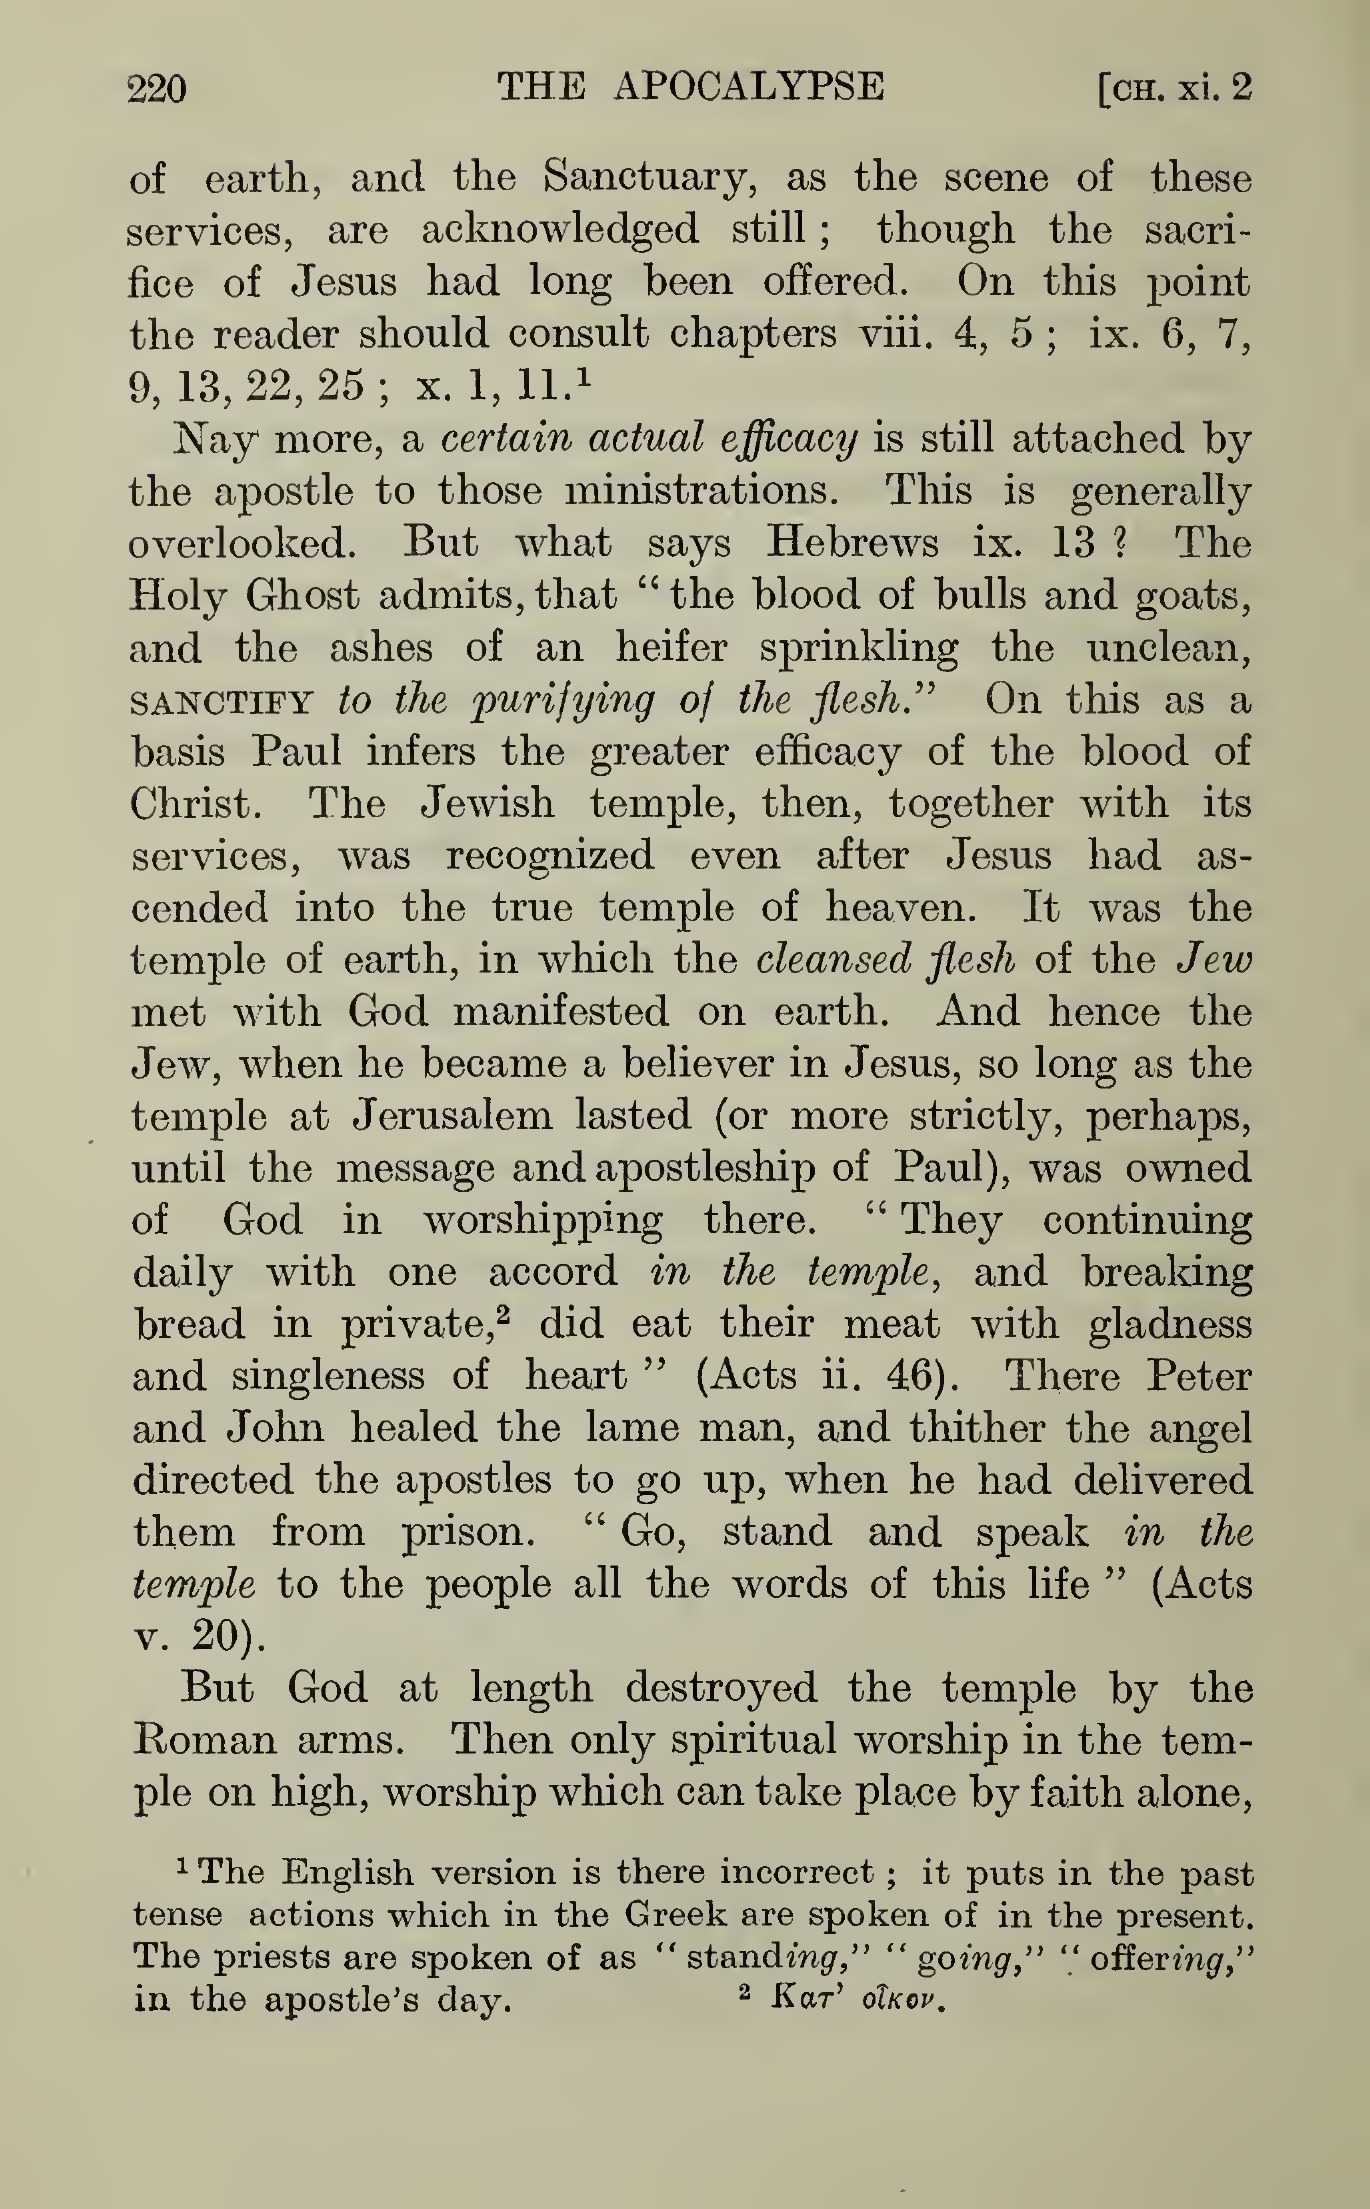 220 THE APOCALYPSE [CH. xi. 2
of earth, and the Sanctuary, as the scene of these
services, are acknowledged still ; though the sacri-
fice of Jesus had long been offered. On this point
the reader should consult chapters viii. 4, 5 ; ix. 6, 7,
9, 13, 22, 25 ; x. 1, 11.¹
Nay more, a certain actual efficacy is still attached by
the apostle to those ministrations. This is generally
overlooked. But what says Hebrews ix. 13 ? The
Holy Ghost admits, that “ the blood of bulls and goats,
and the ashes of an heifer sprinkling the unclean,
SANCTIFY to the purifying of the flesh.” On this as a
basis Paul infers the greater efficacy of the blood of
Christ. The Jewish temple, then, together with its
services, was recognized even after Jesus had as-
cended into the true temple of heaven. It was the
temple of earth, in which the cleansed flesh of the Jew
met with God manifested on earth. And hence the
Jew, when he became a believer in Jesus, so long as the
temple at Jerusalem lasted (or more strictly, perhaps,
until the message and apostleship of Paul), was owned
of God in worshipping there. “ They continuing
daily with one accord in the temple, and breaking
bread in private,² did eat their meat with gladness
and singleness of heart ” (Acts ii. 46). There Peter
and John healed the lame man, and thither the angel
directed the apostles to go up, when he had delivered
them from prison. “ Go, stand and speak in the
temple to the people all the words of this life ” (Acts
v. 20).
But God at length destroyed the temple by the
Roman arms. Then only spiritual worship in the tem-
ple on high, worship which can take place by faith alone,
¹ The English version is there incorrect ; it puts in the past
tense actions which in the Greek are spoken of in the present.
The priests are spoken of as “ standing,” “ going,” “ offering,”
in the apostle’s day. ² Κατ’ οἶκον.